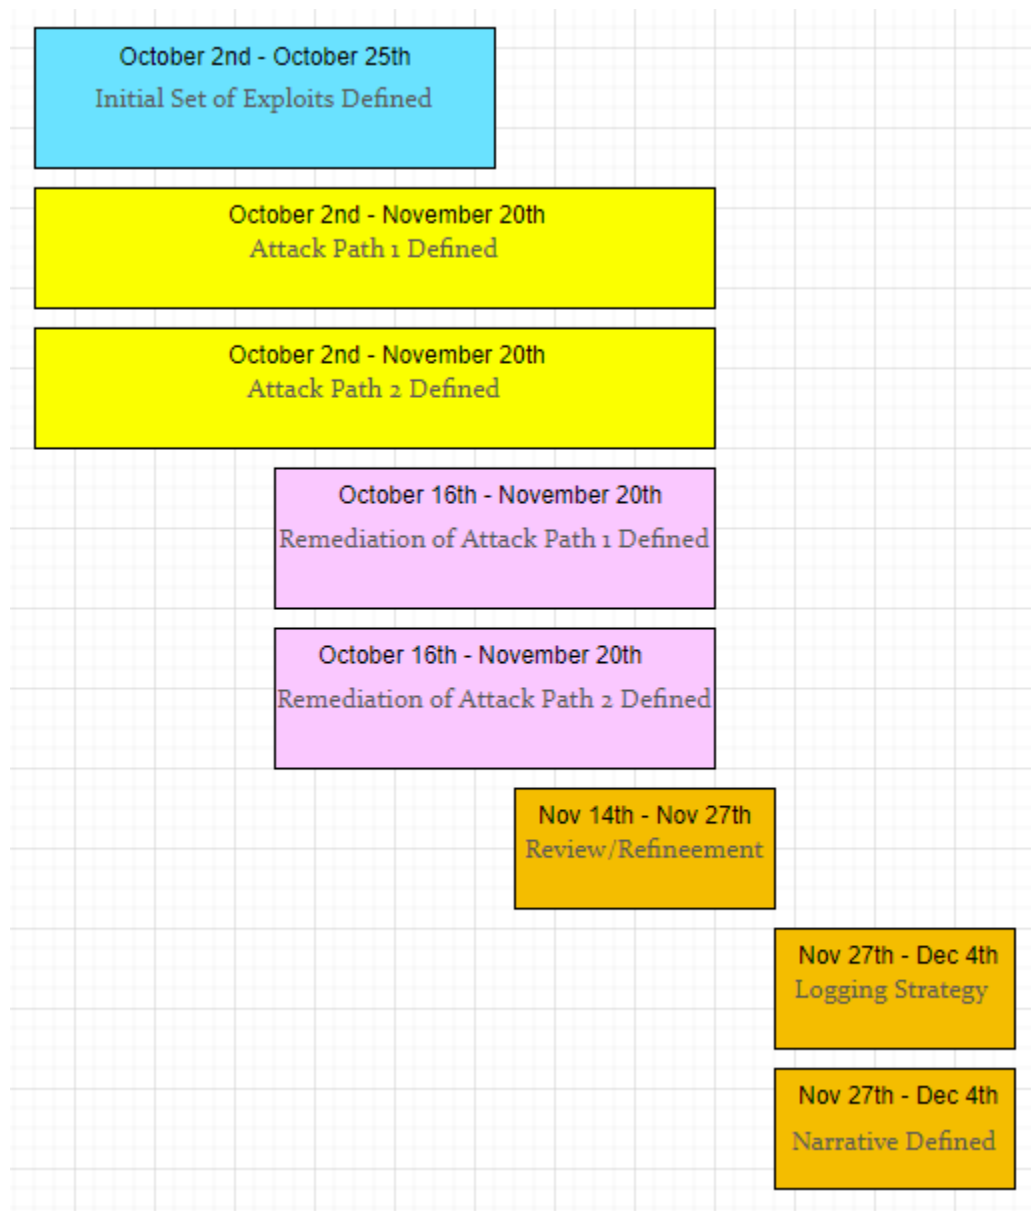 October 2nd - October 25th
Initial Set of Exploits Defined
October 2nd - November 20th
Attack Path 1 Defined
October 2nd - November 20th
Attack Path 2 Defined
October 16th - November 20th
Remediation of Attack Path 1 Defined
October 16th - November 20th
Remediation of Attack Path 2 Defined
Nov 14th - Nov 27th
Review/Refineement
Nov 27th - Dec 4th
Logging Strategy
Nov 27th - Dec 4th
Narrative Defined